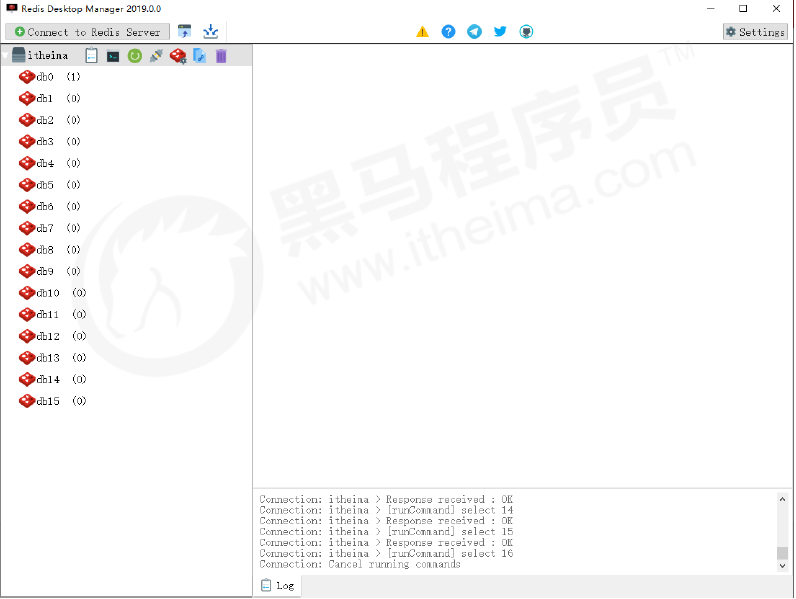 Redis Desktop Manager 2019.0.0
Connect to Redis Server
Settings
itheima
db0 (1)
db1 (0)
db2 (0)
db3 (0)
db4 (0)
db5 (0)
db6 (0)
db7 (0)
db8 (0)
db9 (0)
db10 (0)
db11 (0)
db12 (0)
db13 (0)
db14 (0)
db15 (0)
黑马程序员™
www.itheima.com
Connection: itheima > Response received : OK
Connection: itheima > [runCommand] select 14
Connection: itheima > Response received : OK
Connection: itheima > [runCommand] select 15
Connection: itheima > Response received : OK
Connection: itheima > [runCommand] select 16
Connection: Cancel running commands
Log